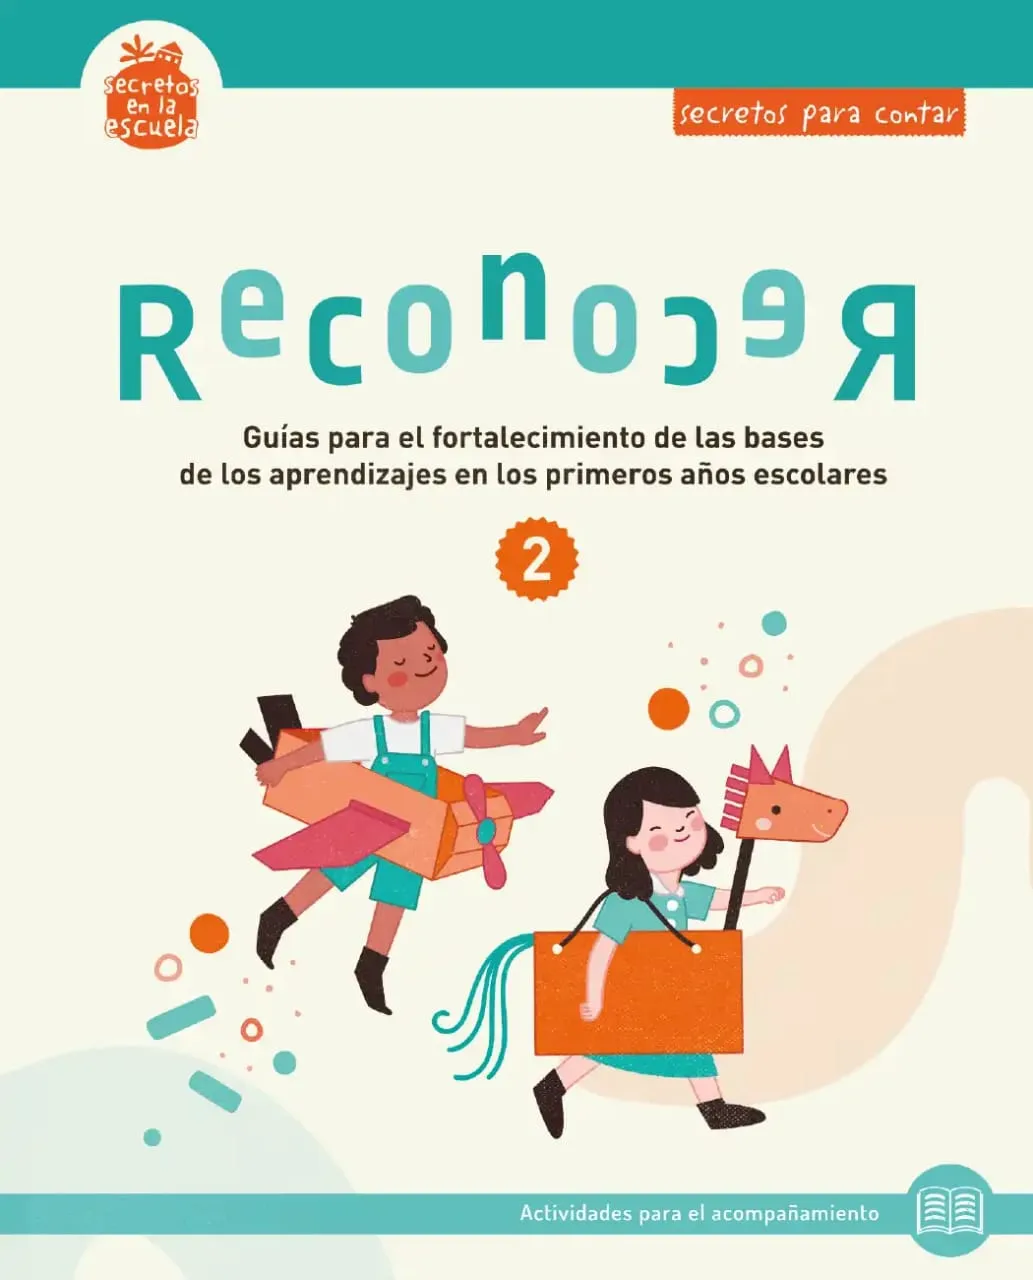 secretos
en la
escuela
secretos para contar
ReconoceR
Guías para el fortalecimiento de las bases
de los aprendizajes en los primeros años escolares
2
Actividades para el acompañamiento